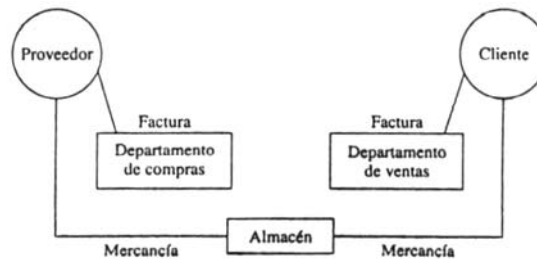 Proveedor
Cliente
Factura
Factura
Departamento
de compras
Departamento
de ventas
Almacén
Mercancía
Mercancía